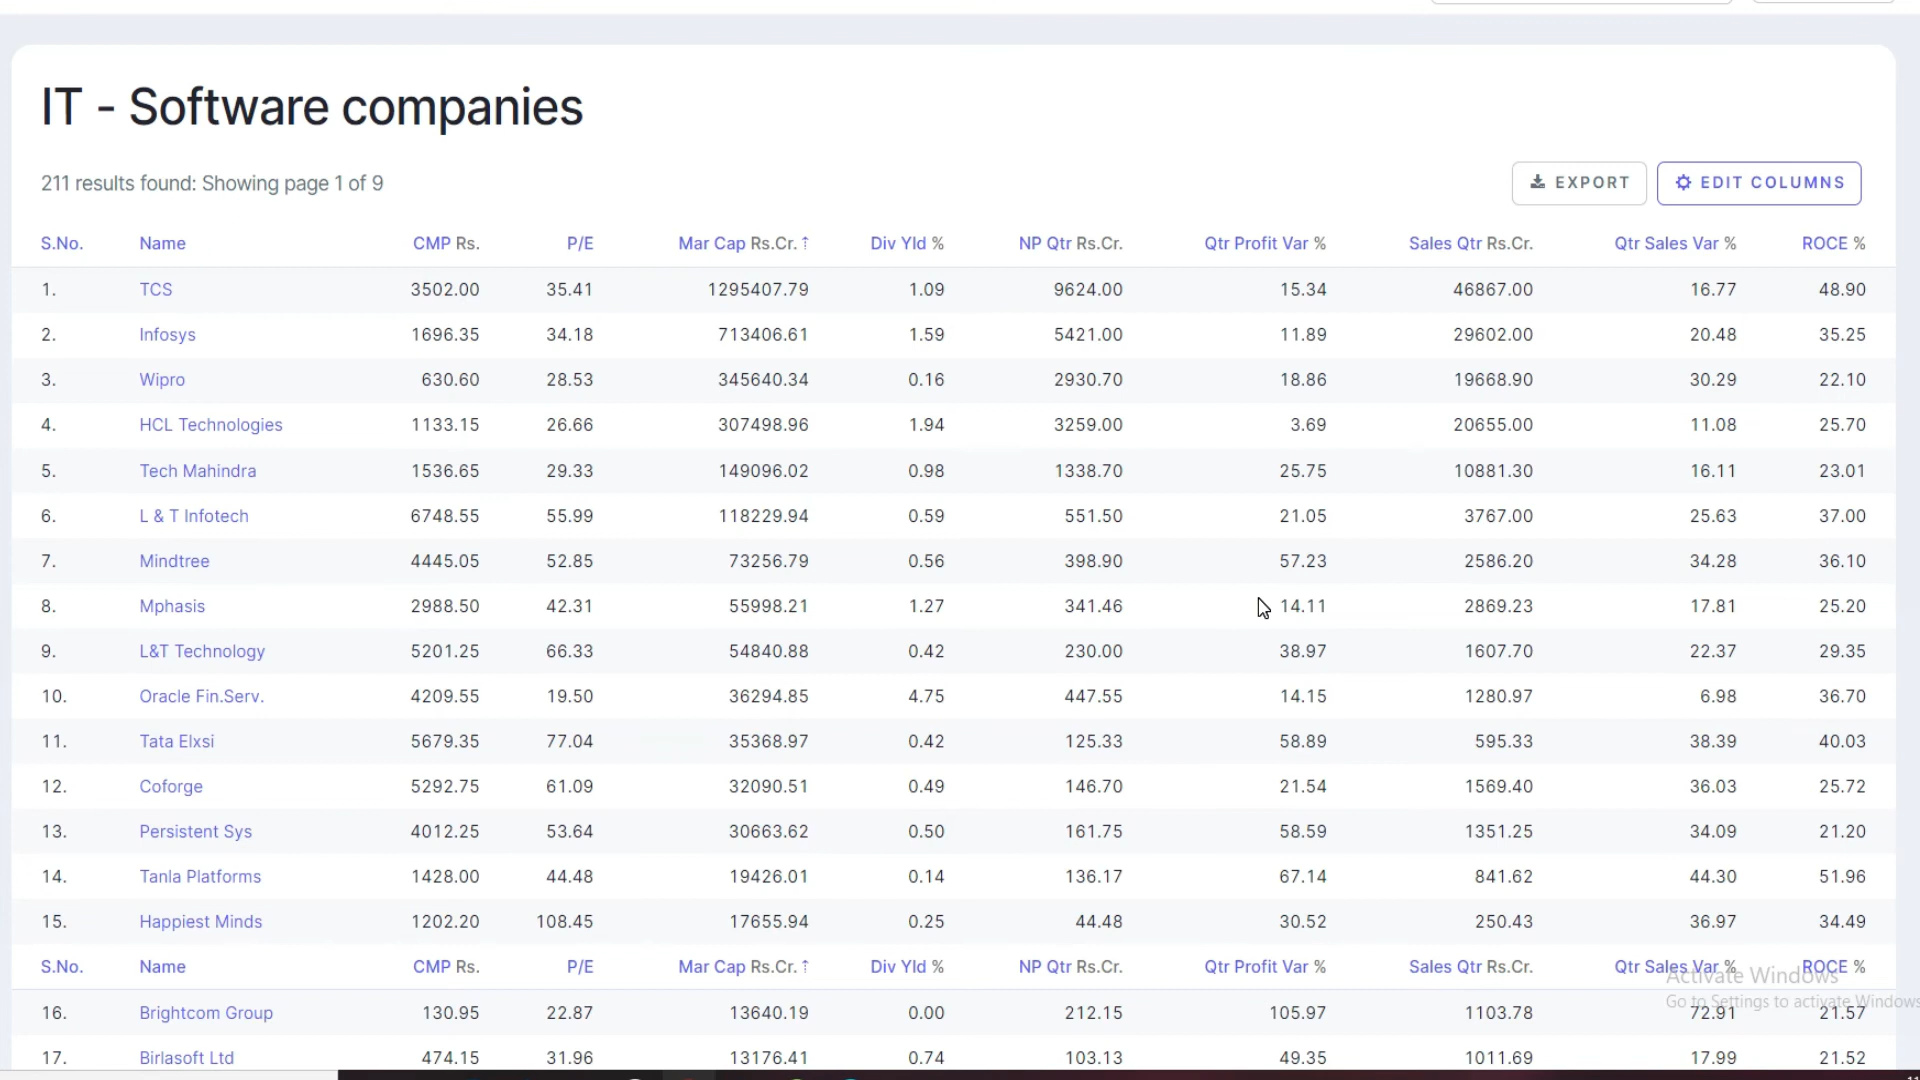 IT - Software companies
211 results found: Showing page 1 of 9
EXPORT EDIT COLUMNS
S.No. Name CMP Rs. P/E Mar Cap Rs.Cr. ↑ Div Yld % NP Qtr Rs.Cr. Qtr Profit Var % Sales Qtr Rs.Cr. Qtr Sales Var % ROCE %
1. TCS 3502.00 35.41 1295407.79 1.09 9624.00 15.34 46867.00 16.77 48.90
2. Infosys 1696.35 34.18 713406.61 1.59 5421.00 11.89 29602.00 20.48 35.25
3. Wipro 630.60 28.53 345640.34 0.16 2930.70 18.86 19668.90 30.29 22.10
4. HCL Technologies 1133.15 26.66 307498.96 1.94 3259.00 3.69 20655.00 11.08 25.70
5. Tech Mahindra 1536.65 29.33 149096.02 0.98 1338.70 25.75 10881.30 16.11 23.01
6. L & T Infotech 6748.55 55.99 118229.94 0.59 551.50 21.05 3767.00 25.63 37.00
7. Mindtree 4445.05 52.85 73256.79 0.56 398.90 57.23 2586.20 34.28 36.10
8. Mphasis 2988.50 42.31 55998.21 1.27 341.46 14.11 2869.23 17.81 25.20
9. L&T Technology 5201.25 66.33 54840.88 0.42 230.00 38.97 1607.70 22.37 29.35
10. Oracle Fin.Serv. 4209.55 19.50 36294.85 4.75 447.55 14.15 1280.97 6.98 36.70
11. Tata Elxsi 5679.35 77.04 35368.97 0.42 125.33 58.89 595.33 38.39 40.03
12. Coforge 5292.75 61.09 32090.51 0.49 146.70 21.54 1569.40 36.03 25.72
13. Persistent Sys 4012.25 53.64 30663.62 0.50 161.75 58.59 1351.25 34.09 21.20
14. Tanla Platforms 1428.00 44.48 19426.01 0.14 136.17 67.14 841.62 44.30 51.96
15. Happiest Minds 1202.20 108.45 17655.94 0.25 44.48 30.52 250.43 36.97 34.49
S.No. Name CMP Rs. P/E Mar Cap Rs.Cr. ↑ Div Yld % NP Qtr Rs.Cr. Qtr Profit Var % Sales Qtr Rs.Cr. Qtr Sales Var % ROCE %
Activate Windows
Go to Settings to activate Windows
16. Brightcom Group 130.95 22.87 13640.19 0.00 212.15 105.97 1103.78 72.91 21.57
17. Birlasoft Ltd 474.15 31.96 13176.41 0.74 103.13 49.35 1011.69 17.99 21.52